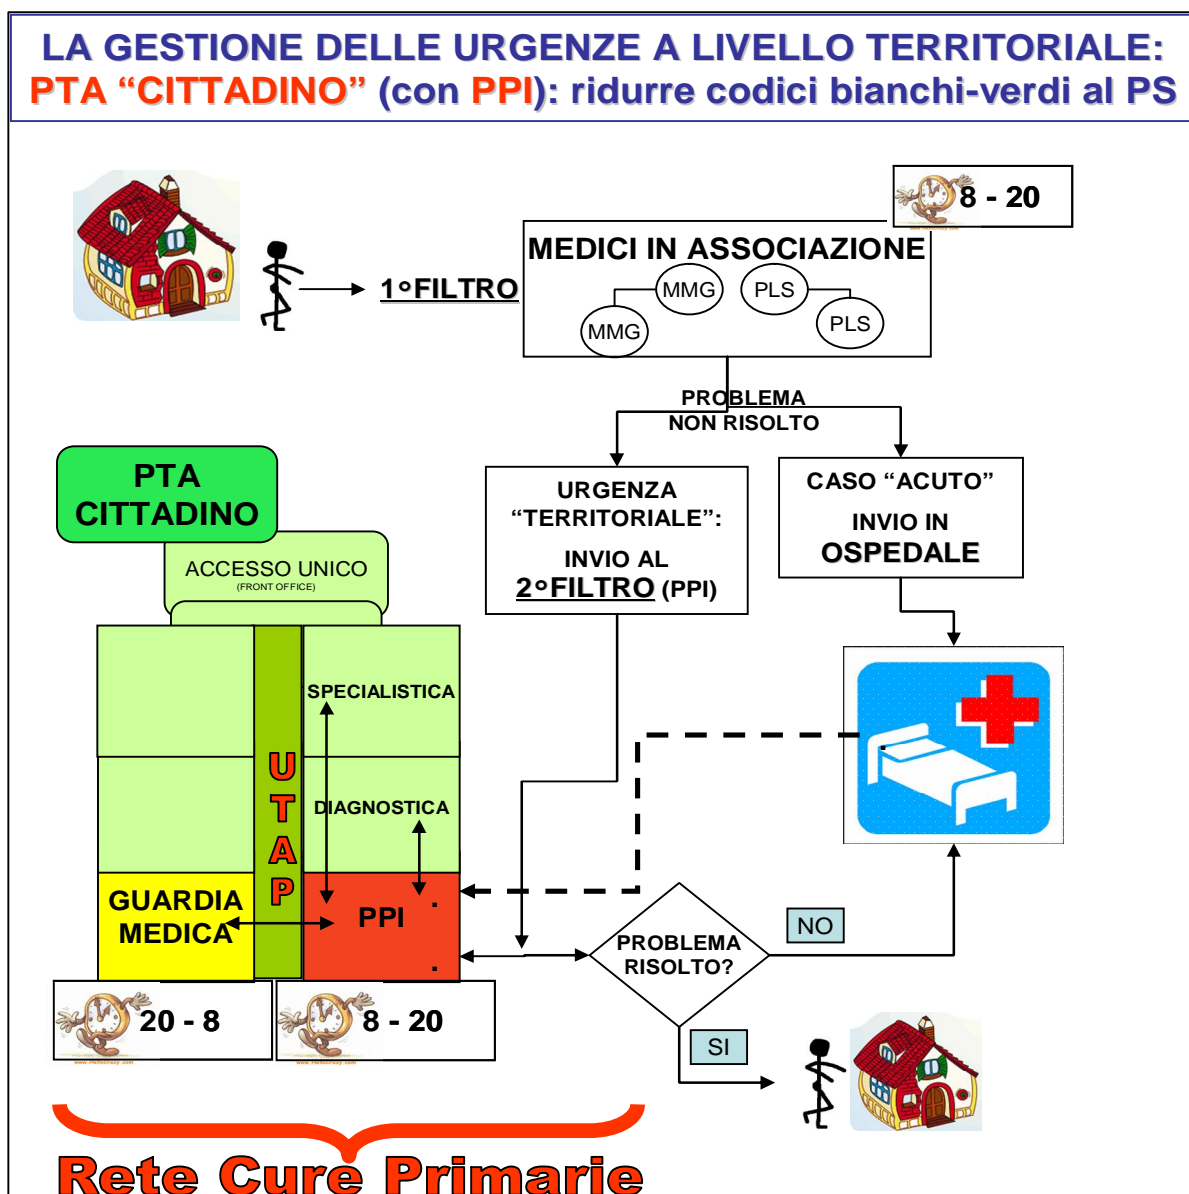 LA GESTIONE DELLE URGENZE A LIVELLO TERRITORIALE:
PTA “CITTADINO” (con PPI): ridurre codici bianchi-verdi al PS
8 - 20
MEDICI IN ASSOCIAZIONE
1°FILTRO
MMG
PLS
MMG
PLS
PROBLEMA
NON RISOLTO
PTA
CITTADINO
URGENZA
“TERRITORIALE”:
INVIO AL
2°FILTRO (PPI)
CASO “ACUTO”
INVIO IN
OSPEDALE
ACCESSO UNICO
(FRONT OFFICE)
SPECIALISTICA
UTAP
DIAGNOSTICA
GUARDIA
MEDICA
PPI
.
.
.
PROBLEMA
RISOLTO?
NO
SI
20 - 8
8 - 20
Rete Cure Primarie